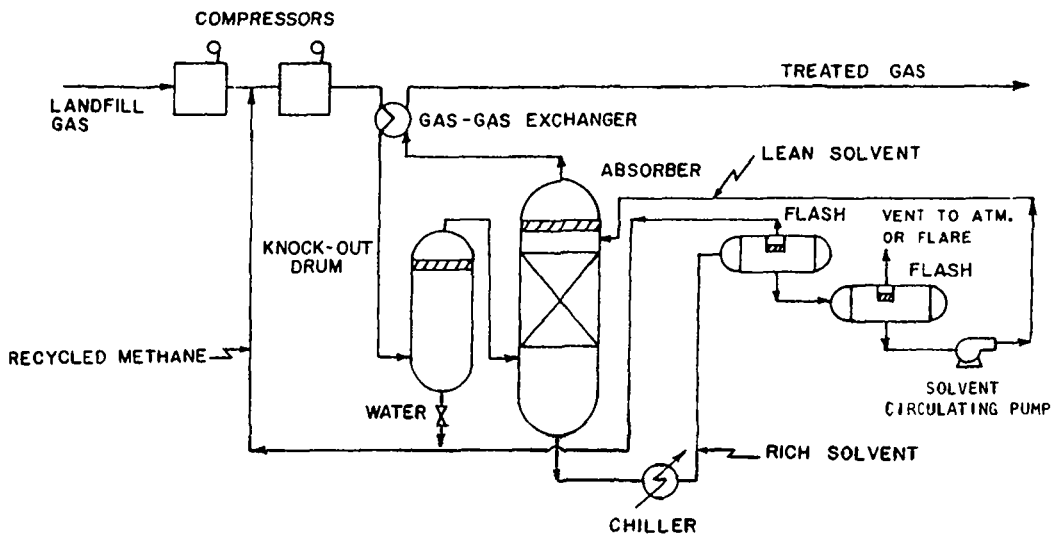 COMPRESSORS
LANDFILL
GAS
TREATED GAS
GAS-GAS EXCHANGER
ABSORBER
LEAN SOLVENT
KNOCK-OUT
DRUM
FLASH
VENT TO ATM.
OR FLARE
FLASH
RECYCLED METHANE
WATER
SOLVENT
CIRCULATING PUMP
RICH SOLVENT
CHILLER